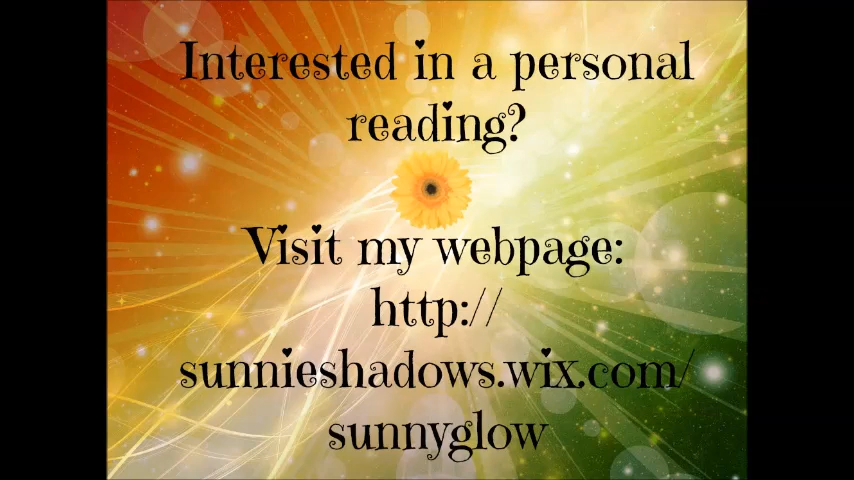 Interested in a personal
reading?
Visit my webpage:
http://
sunnieshadows.wix.com/
sunnyglow